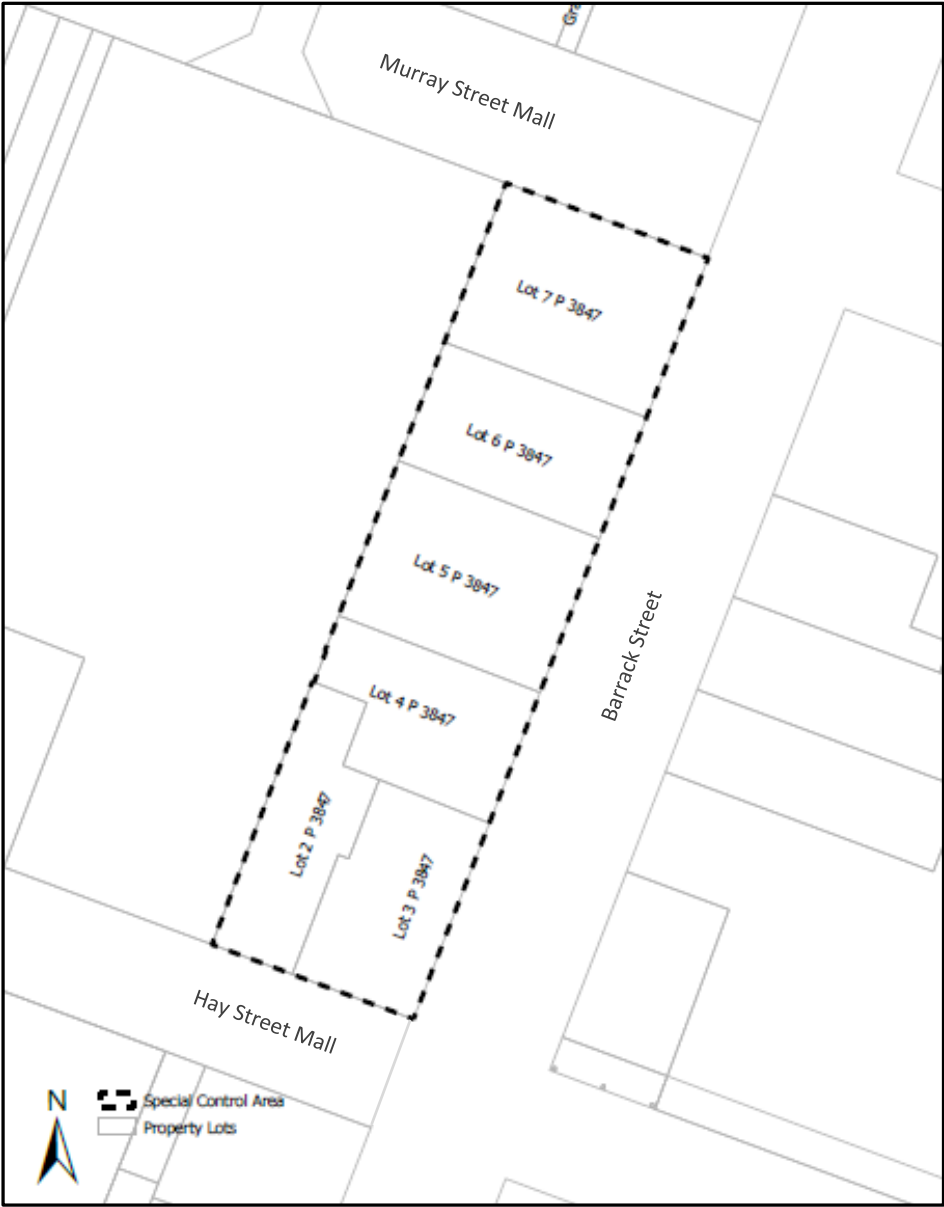 Gra
Murray Street Mall
Lot 7 P 3847
Lot 6 P 3847
Lot 5 P 3847
Barrack Street
Lot 4 P 3847
Lot 2 P 3847
Lot 3 P 3847
Hay Street Mall
N
Special Control Area
Property Lots